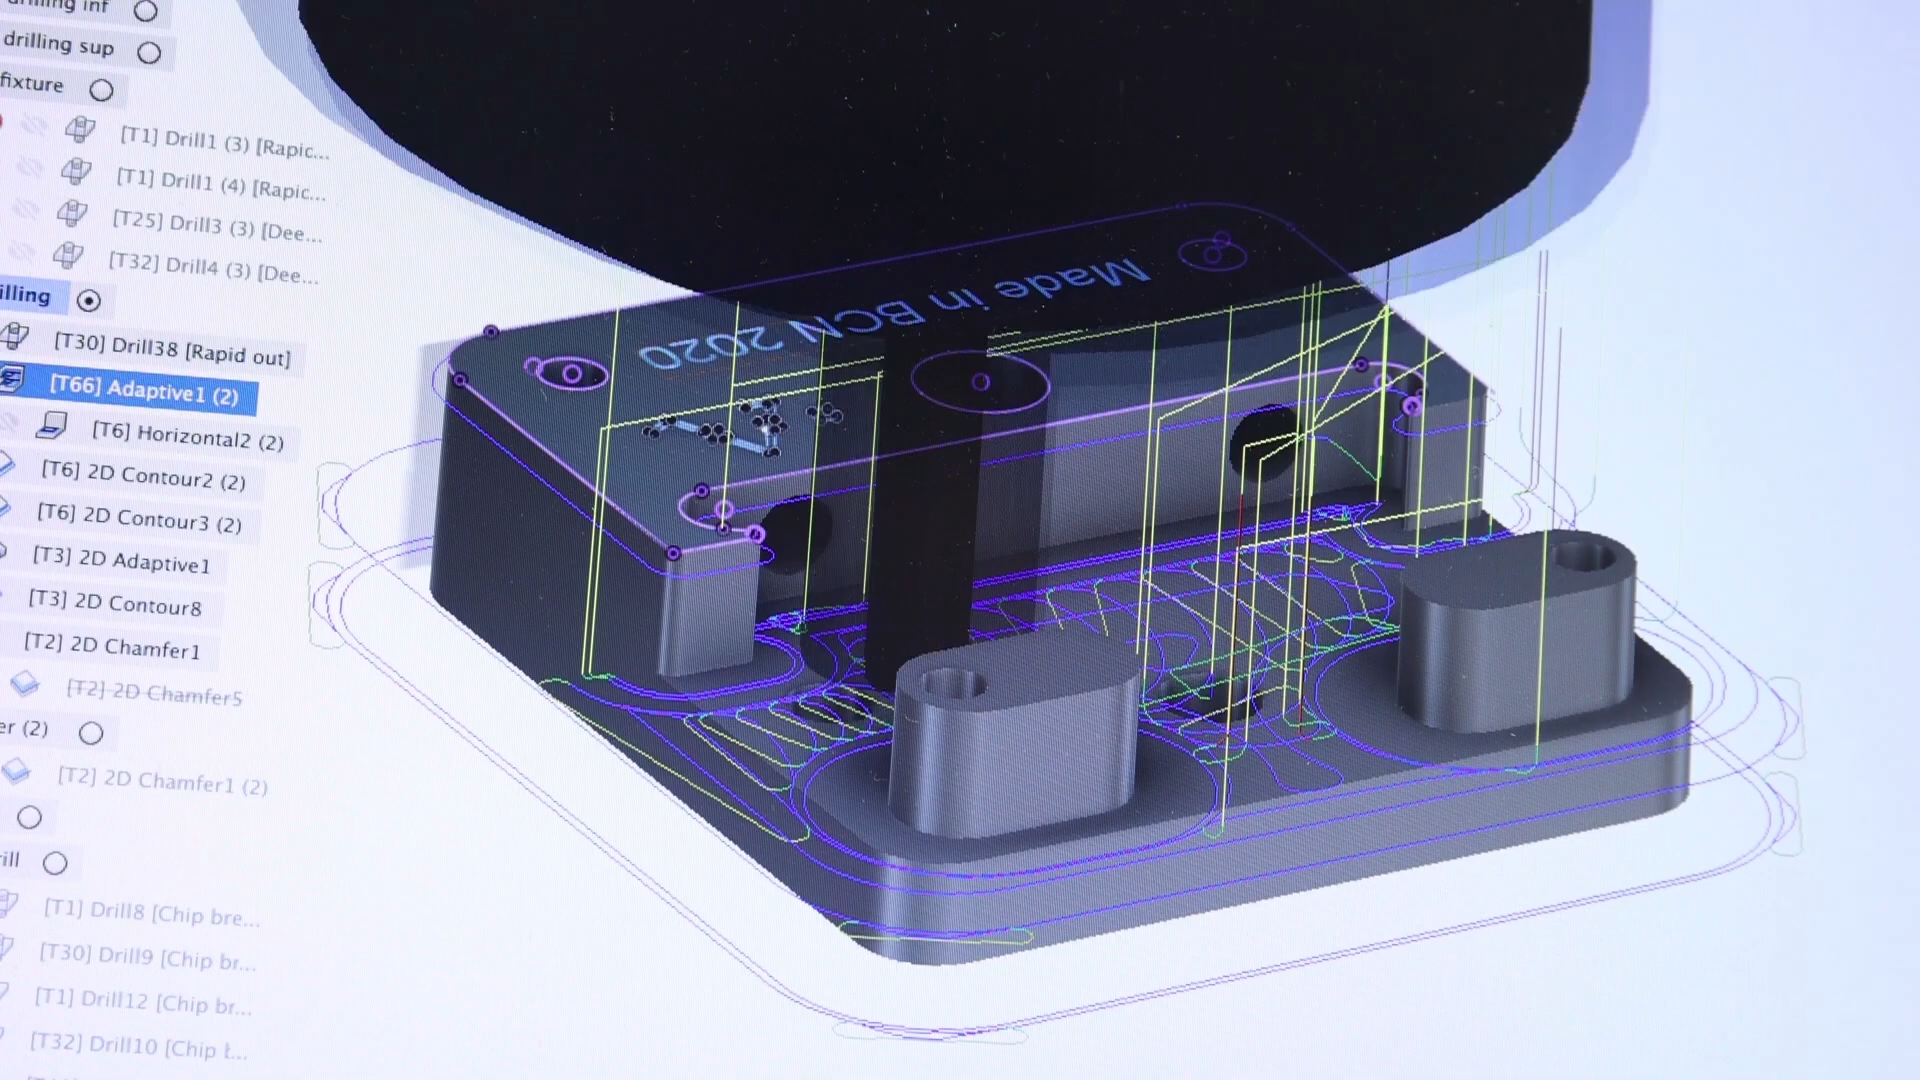 drilling inf
drilling sup
fixture
[T1] Drill1 (3) [Rapic...
[T1] Drill1 (4) [Rapic...
[T25] Drill3 (3) [Dee...
[T32] Drill4 (3) [Dee...
illing
[T30] Drill38 [Rapid out]
[T66] Adaptive1 (2)
[T6] Horizontal2 (2)
[T6] 2D Contour2 (2)
[T6] 2D Contour3 (2)
[T3] 2D Adaptive1
[T3] 2D Contour8
[T2] 2D Chamfer1
[T2] 2D Chamfer5
er (2)
[T2] 2D Chamfer1 (2)
ill
[T1] Drill8 [Chip bre...
[T30] Drill9 [Chip br...
[T1] Drill12 [Chip br...
[T32] Drill10 [Chip t...
Made in BCN 2020